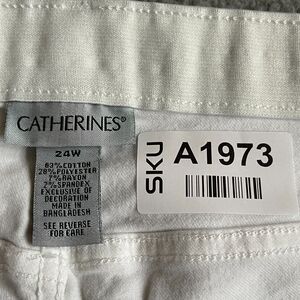 CATHERINES®
24W
63% COTTON
28% POLYESTER
7% RAYON
2% SPANDEX
EXCLUSIVE OF
DECORATION
MADE IN
BANGLADESH
SEE REVERSE
FOR CARE
SKU A1973